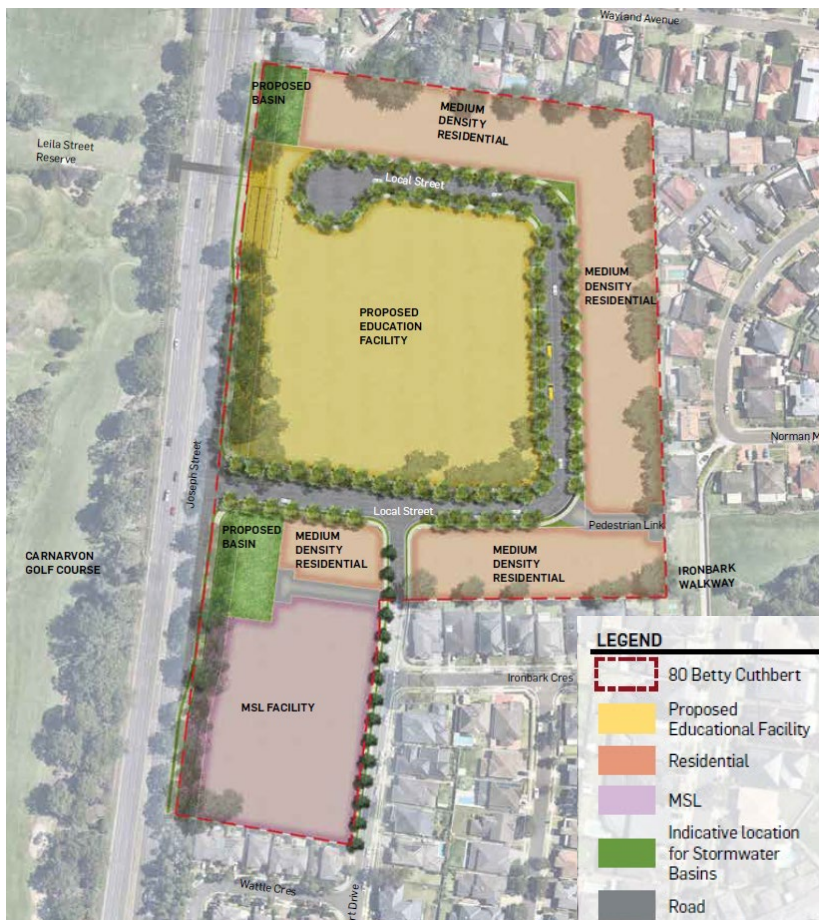 Wayland Avenue
PROPOSED
BASIN
MEDIUM
DENSITY
RESIDENTIAL
Leila Street
Reserve
Local Street
MEDIUM
DENSITY
RESIDENTIAL
PROPOSED
EDUCATION
FACILITY
Norman M
Joseph Street
Local Street
Pedestrian Link
PROPOSED
BASIN
MEDIUM
DENSITY
RESIDENTIAL
MEDIUM
DENSITY
RESIDENTIAL
CARNARVON
GOLF COURSE
IRONBARK
WALKWAY
Ironbark Cres
MSL FACILITY
Wattle Cres
rt Drive
LEGEND
80 Betty Cuthbert
Proposed
Educational Facility
Residential
MSL
Indicative location
for Stormwater
Basins
Road